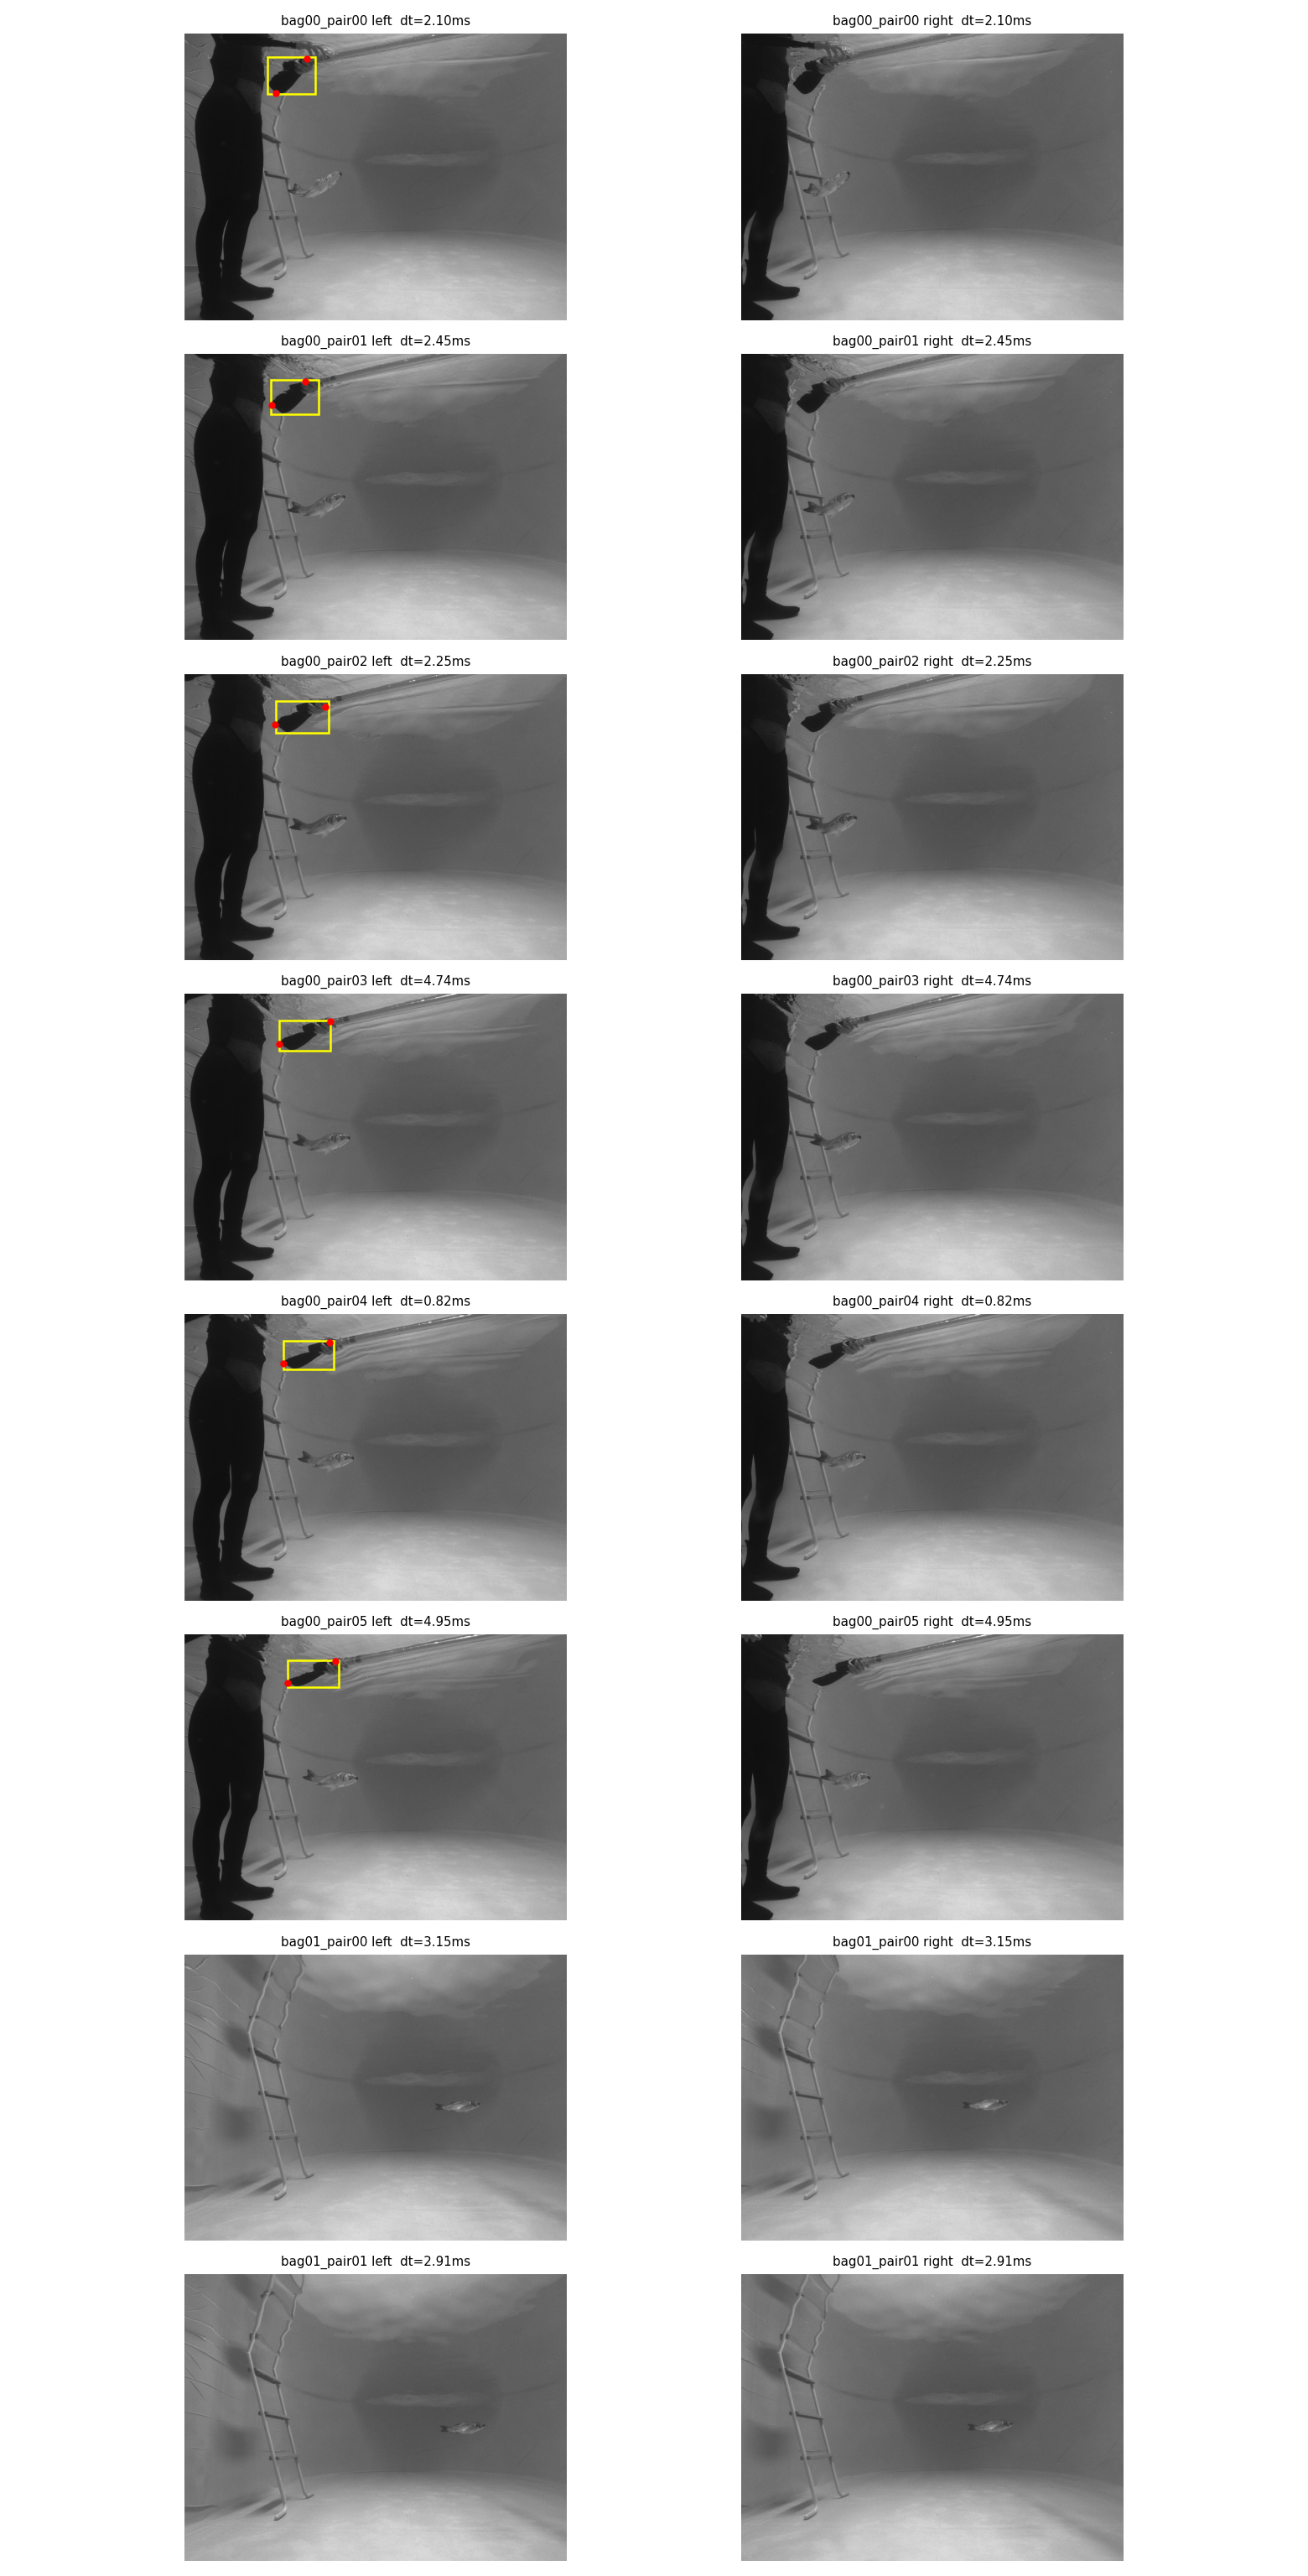 bag00_pair00 left  dt=2.10ms
bag00_pair00 right  dt=2.10ms
bag00_pair01 left  dt=2.45ms
bag00_pair01 right  dt=2.45ms
bag00_pair02 left  dt=2.25ms
bag00_pair02 right  dt=2.25ms
bag00_pair03 left  dt=4.74ms
bag00_pair03 right  dt=4.74ms
bag00_pair04 left  dt=0.82ms
bag00_pair04 right  dt=0.82ms
bag00_pair05 left  dt=4.95ms
bag00_pair05 right  dt=4.95ms
bag01_pair00 left  dt=3.15ms
bag01_pair00 right  dt=3.15ms
bag01_pair01 left  dt=2.91ms
bag01_pair01 right  dt=2.91ms